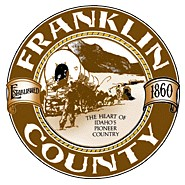 FRANKLIN
ESTABLISHED
1860
THE HEART OF
IDAHO'S
PIONEER
COUNTRY
COUNTY